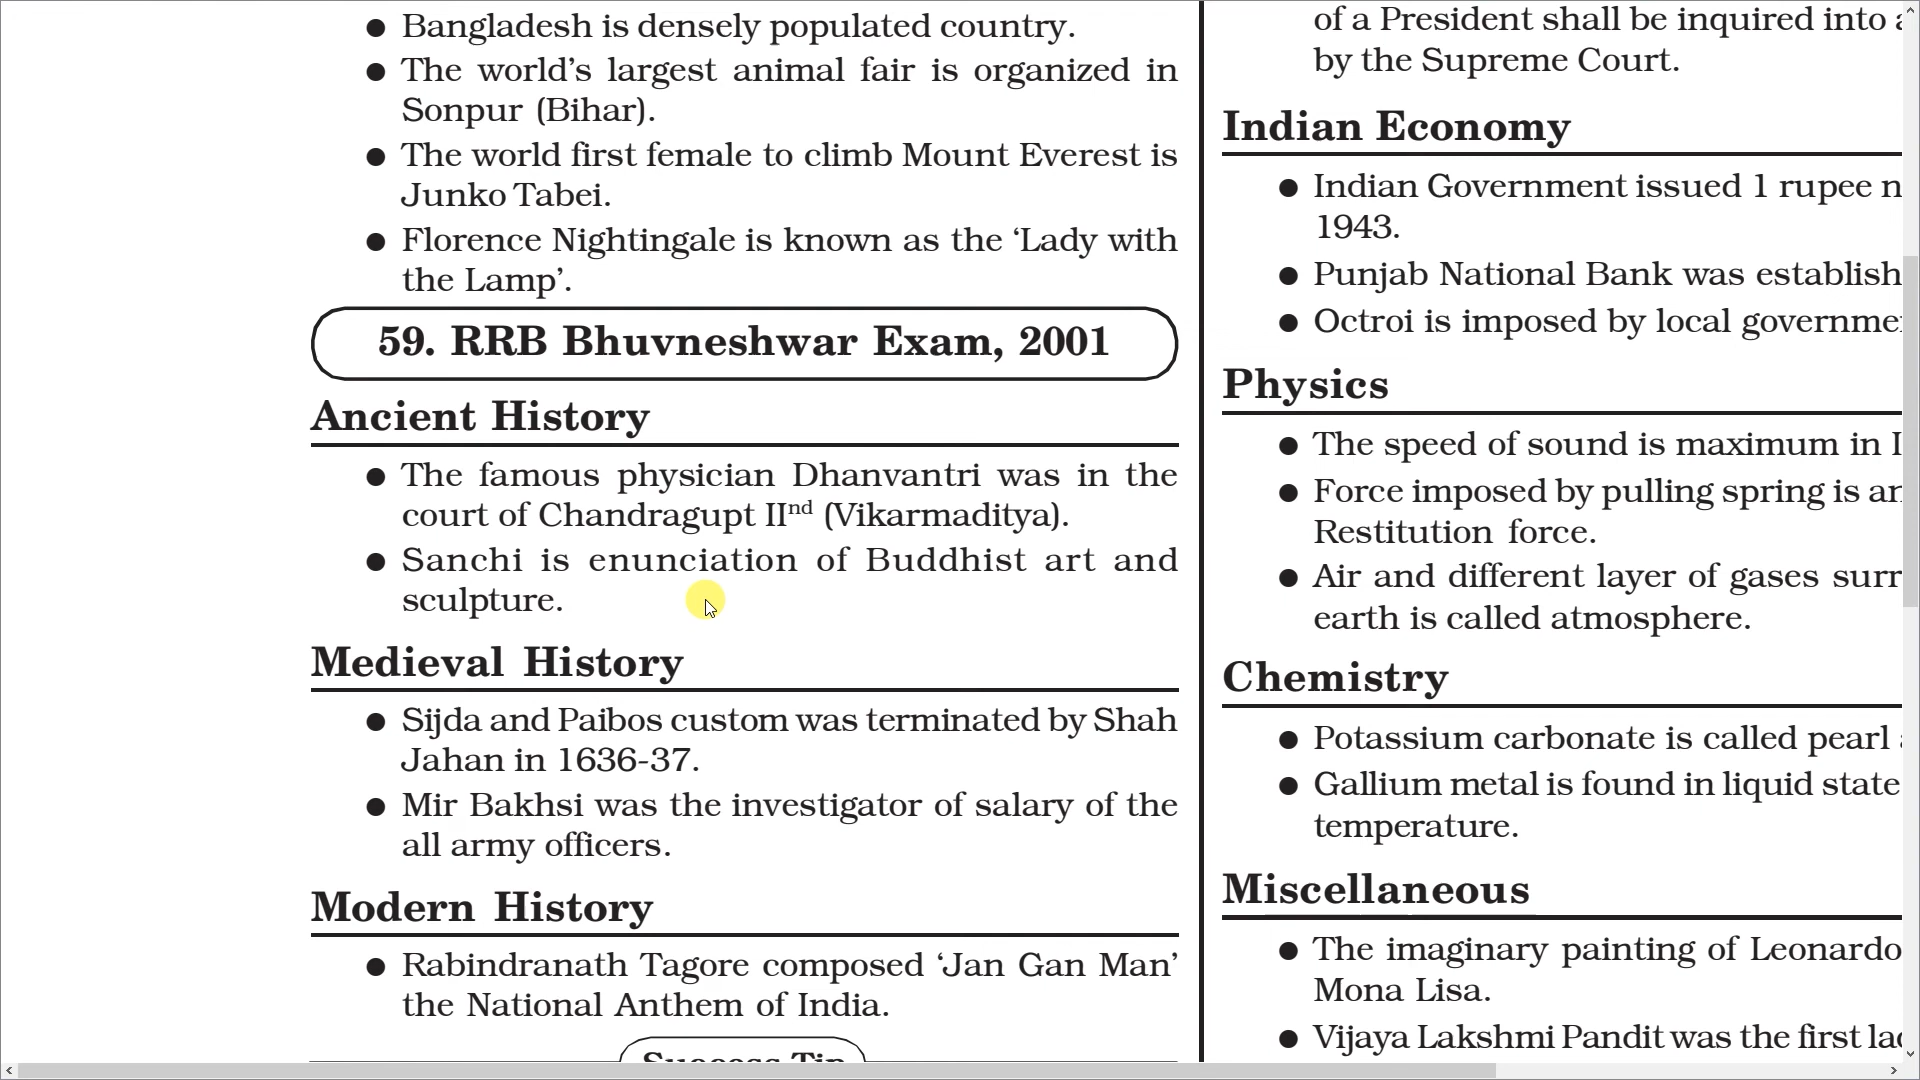 ● Bangladesh is densely populated country.
● The world's largest animal fair is organized in
Sonpur (Bihar).
● The world first female to climb Mount Everest is
Junko Tabei.
● Florence Nightingale is known as the ‘Lady with
the Lamp’.
59. RRB Bhuvneshwar Exam, 2001
Ancient History
● The famous physician Dhanvantri was in the
court of Chandragupt IInd (Vikarmaditya).
● Sanchi is enunciation of Buddhist art and
sculpture.
Medieval History
● Sijda and Paibos custom was terminated by Shah
Jahan in 1636-37.
● Mir Bakhsi was the investigator of salary of the
all army officers.
Modern History
● Rabindranath Tagore composed ‘Jan Gan Man’
the National Anthem of India.
Success Tip
of a President shall be inquired into
by the Supreme Court.
Indian Economy
● Indian Government issued 1 rupee
1943.
● Punjab National Bank was establish
● Octroi is imposed by local governme
Physics
● The speed of sound is maximum in
● Force imposed by pulling spring is
Restitution force.
● Air and different layer of gases surr
earth is called atmosphere.
Chemistry
● Potassium carbonate is called pearl
● Gallium metal is found in liquid state
temperature.
Miscellaneous
● The imaginary painting of Leonardo
Mona Lisa.
● Vijaya Lakshmi Pandit was the first